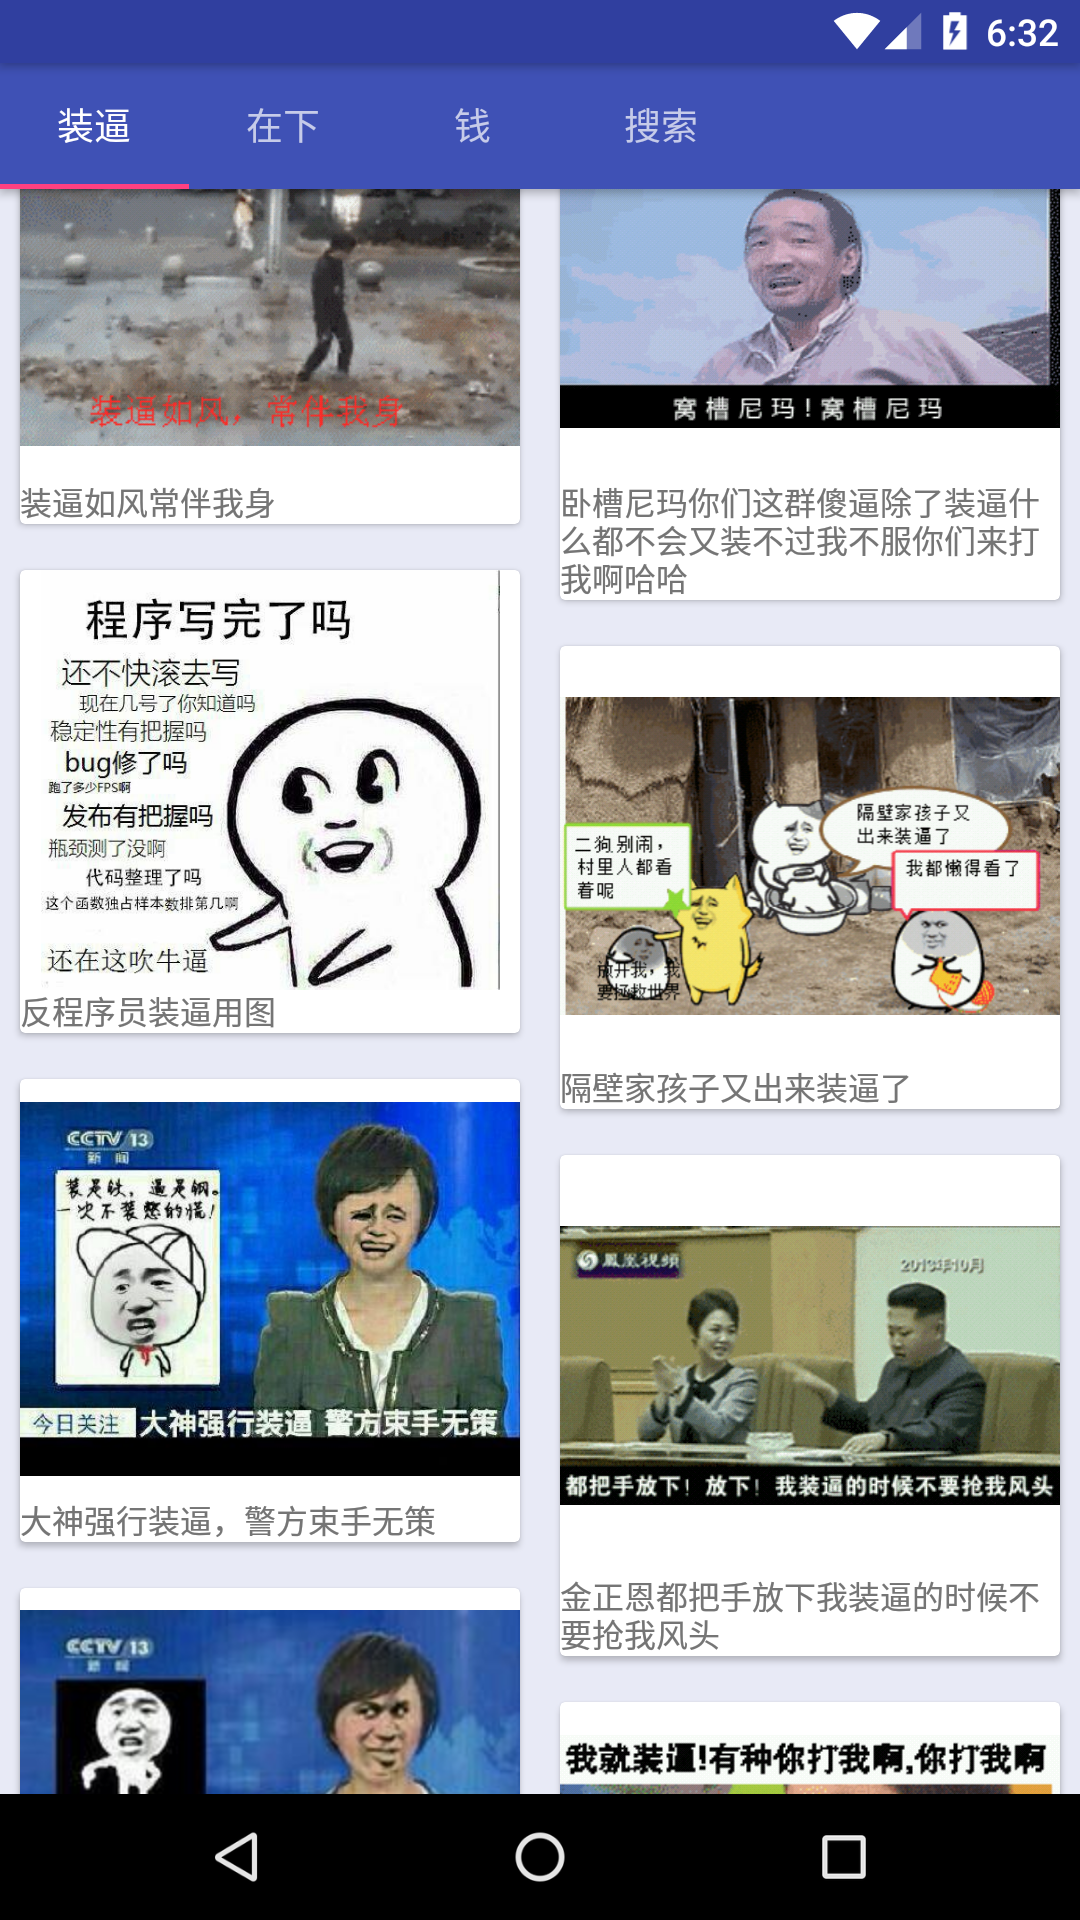 6:32
装逼
在下
钱
搜索
装逼如风，常伴我身
装逼如风常伴我身
窝槽尼玛!窝槽尼玛
卧槽尼玛你们这群傻逼除了装逼什
么都不会又装不过我不服你们来打
我啊哈哈
程序写完了吗
还不快滚去写
现在几号了你知道吗
稳定性有把握吗
bug修了吗
跑了多少FPS啊
发布有把握吗
瓶颈测了没啊
代码整理了吗
这个函数独占样本数排第几啊
还在这吹牛逼
反程序员装逼用图
隔壁家孩子又
出来装逼了
二狗别闹，
村里人都看
着呢
我都懒得看了
放开我，我
要拯救世界
隔壁家孩子又出来装逼了
CCTV 13
新闻
装是铁，逼是钢。
一次不装憋的慌!
今日关注
大神强行装逼 警方束手无策
大神强行装逼，警方束手无策
鳳凰视頻
2013年10月
都把手放下！放下！我装逼的时候不要抢我风头
金正恩都把手放下我装逼的时候不
要抢我风头
CCTV 13
新闻
我就装逼!有种你打我啊,你打我啊